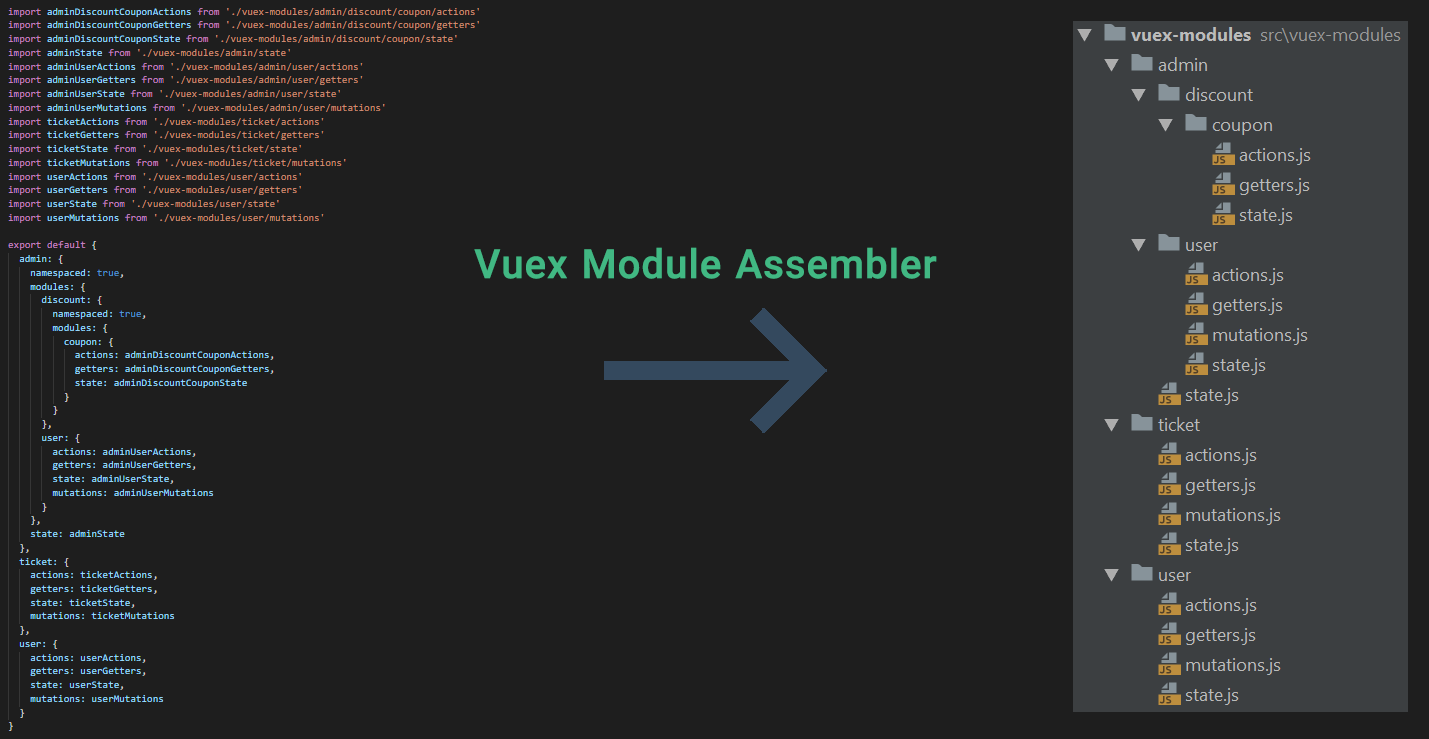 import adminDiscountCouponActions from './vuex-modules/admin/discount/coupon/actions'
import adminDiscountCouponGetters from './vuex-modules/admin/discount/coupon/getters'
import adminDiscountCouponState from './vuex-modules/admin/discount/coupon/state'
import adminState from './vuex-modules/admin/state'
import adminUserActions from './vuex-modules/admin/user/actions'
import adminUserGetters from './vuex-modules/admin/user/getters'
import adminUserState from './vuex-modules/admin/user/state'
import adminUserMutations from './vuex-modules/admin/user/mutations'
import ticketActions from './vuex-modules/ticket/actions'
import ticketGetters from './vuex-modules/ticket/getters'
import ticketState from './vuex-modules/ticket/state'
import ticketMutations from './vuex-modules/ticket/mutations'
import userActions from './vuex-modules/user/actions'
import userGetters from './vuex-modules/user/getters'
import userState from './vuex-modules/user/state'
import userMutations from './vuex-modules/user/mutations'
export default {
  admin: {
    namespaced: true,
    modules: {
      discount: {
        namespaced: true,
        modules: {
          coupon: {
            actions: adminDiscountCouponActions,
            getters: adminDiscountCouponGetters,
            state: adminDiscountCouponState
          }
        }
      },
      user: {
        actions: adminUserActions,
        getters: adminUserGetters,
        state: adminUserState,
        mutations: adminUserMutations
      }
    },
    state: adminState
  },
  ticket: {
    actions: ticketActions,
    getters: ticketGetters,
    state: ticketState,
    mutations: ticketMutations
  },
  user: {
    actions: userActions,
    getters: userGetters,
    state: userState,
    mutations: userMutations
  }
}
Vuex Module Assembler
vuex-modules src\vuex-modules
admin
discount
coupon
JS actions.js
JS getters.js
JS state.js
user
JS actions.js
JS getters.js
JS mutations.js
JS state.js
JS state.js
ticket
JS actions.js
JS getters.js
JS mutations.js
JS state.js
user
JS actions.js
JS getters.js
JS mutations.js
JS state.js